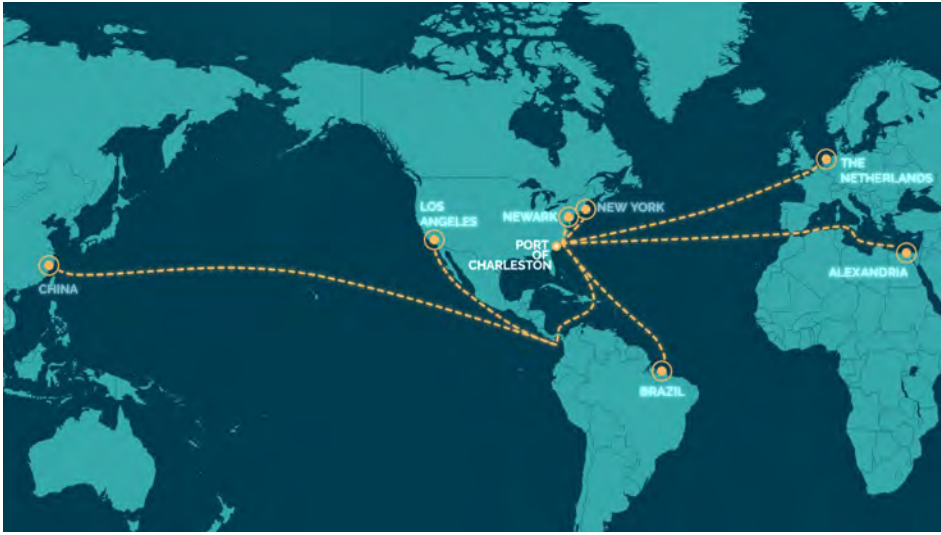 THE
NETHERLANDS
LOS
ANGELES
NEWARK
NEW YORK
PORT
OF
CHARLESTON
ALEXANDRIA
CHINA
BRAZIL